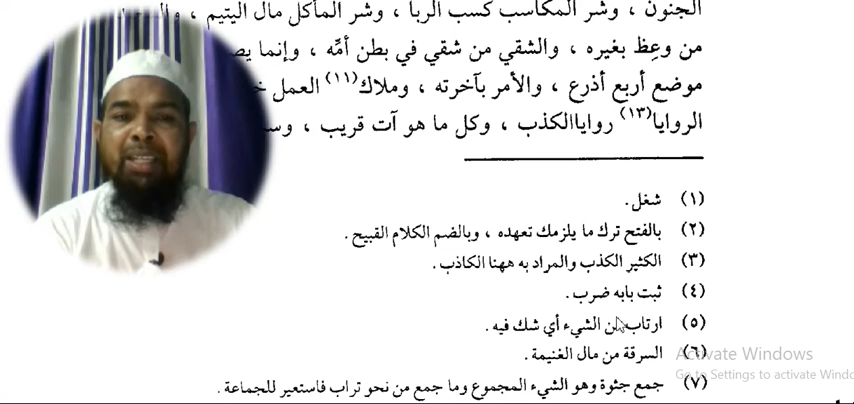 الجنون ، وشر المكاسب كسب الربا ، وشر المأكل مال اليتيم ،
من وعِظ بغيره ، والشقي من شقي في بطن أمِّه ، وإنما
موضع أربع أذرع ، والأمر بآخرته ، وملاك(١١) العمل
الروايا(١٣) رواياالكذب ، وكل ما هو آت قريب ،
(١) شغل .
(٢) بالفتح ترك ما يلزمك تعهده ، وبالضم الكلام القبيح .
(٣) الكثير الكذب والمراد به ههنا الكاذب .
(٤) ثبت بابه ضرب .
(٥) ارتاب من الشيء أي شك فيه .
(٦) السرقة من مال الغنيمة .
(٧) جمع جثوة وهو الشيء المجموع وما جمع من نحو تراب فاستعير للجماعة .
Activate Windows
Go to Settings to activate Windo